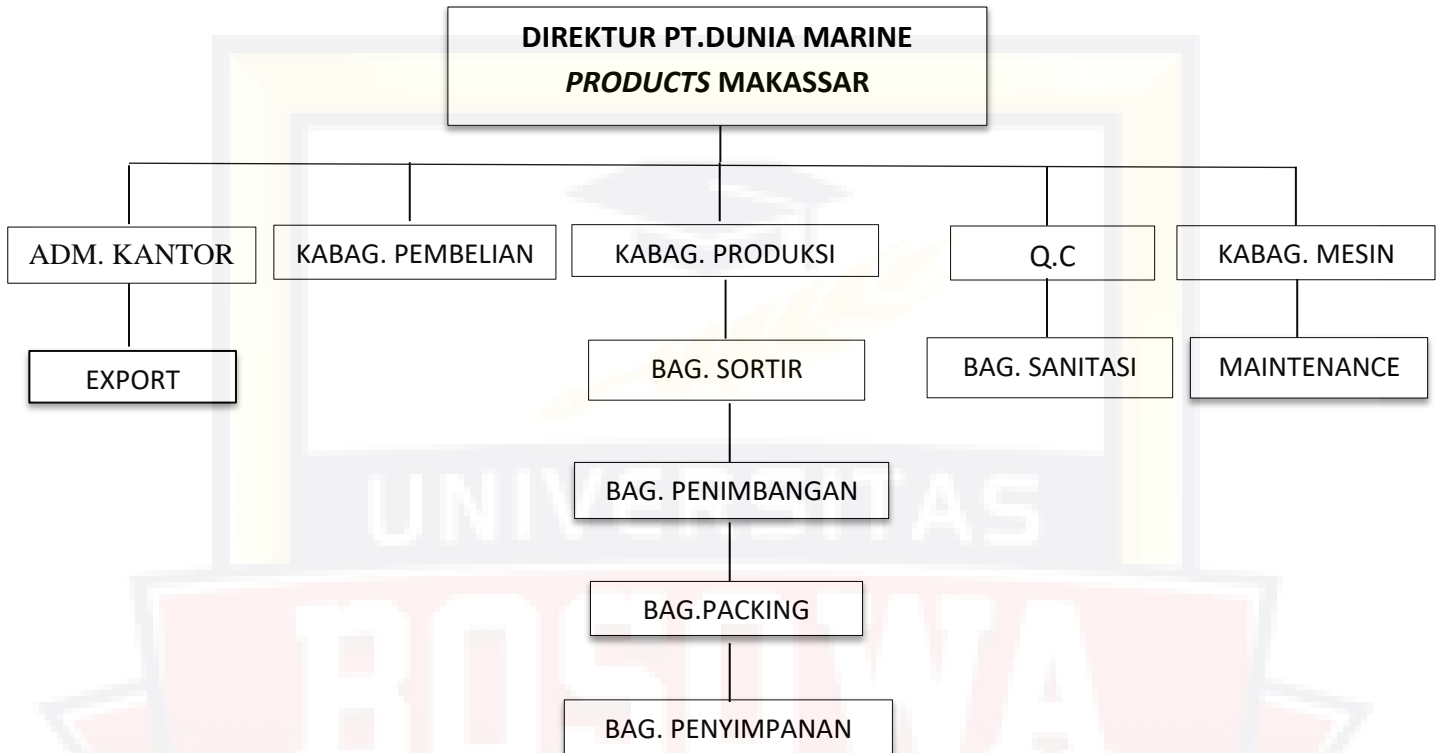 DIREKTUR PT.DUNIA MARINE
PRODUCTS MAKASSAR
ADM. KANTOR
KABAG. PEMBELIAN
KABAG. PRODUKSI
Q.C
KABAG. MESIN
EXPORT
BAG. SORTIR
BAG. SANITASI
MAINTENANCE
BAG. PENIMBANGAN
UNIVERSITAS
BAG.PACKING
BOSOWA
BAG. PENYIMPANAN